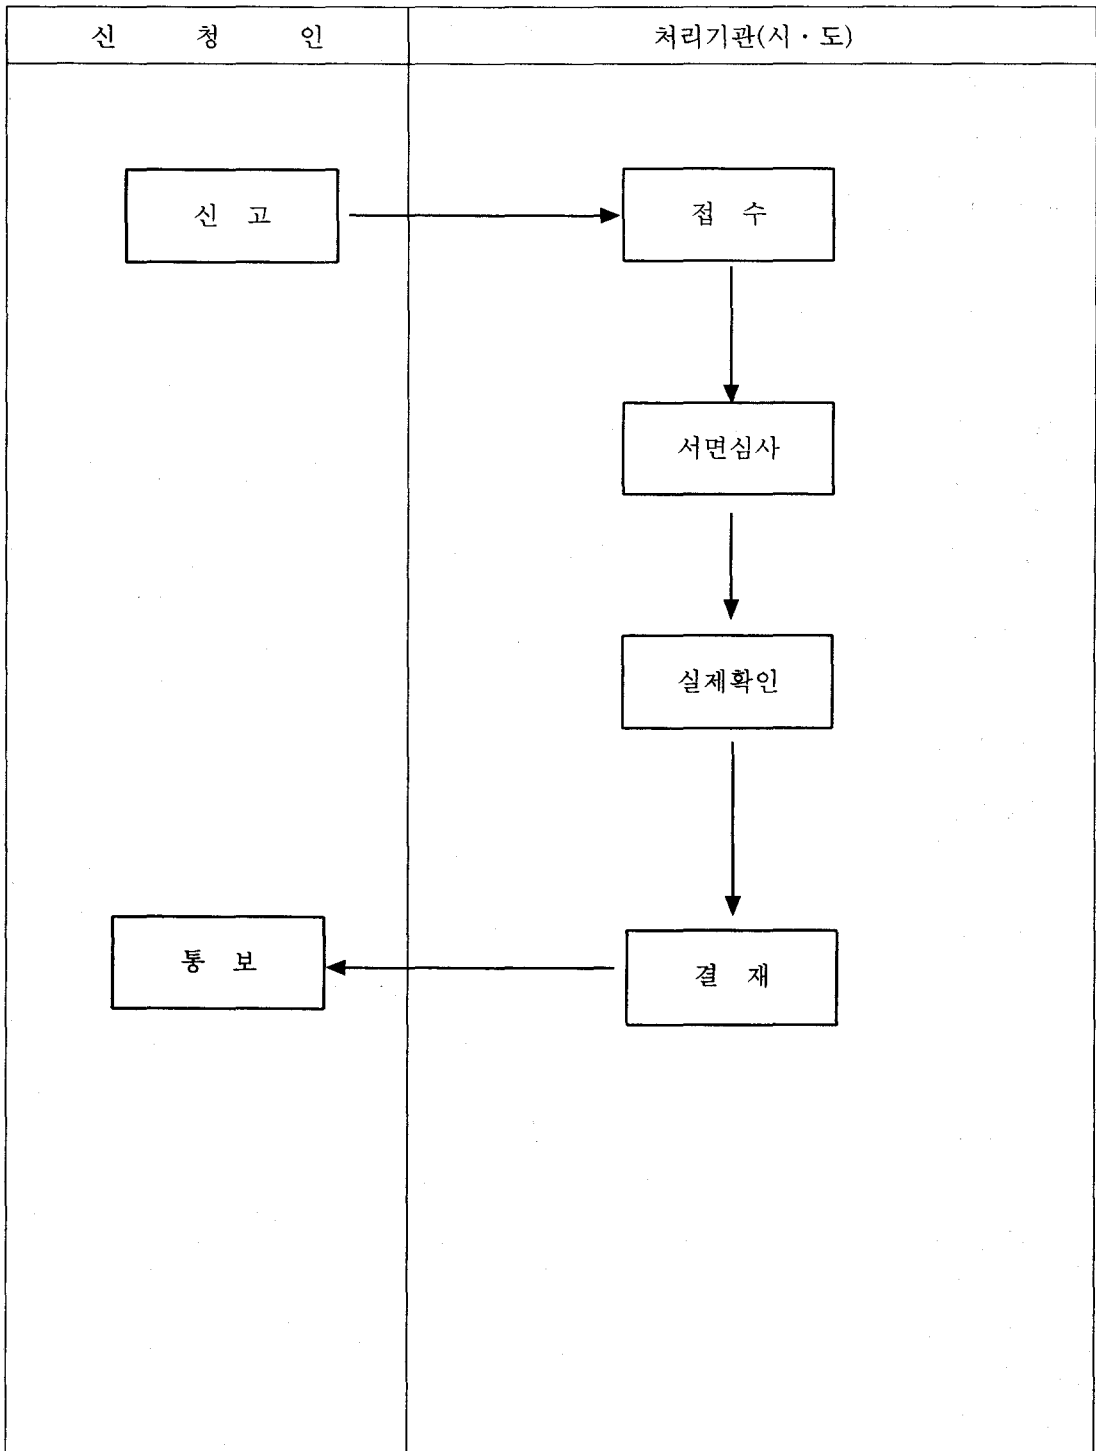 신 청 인
처리기관(시·도)
신 고
접 수
서면심사
실제확인
통 보
결 재